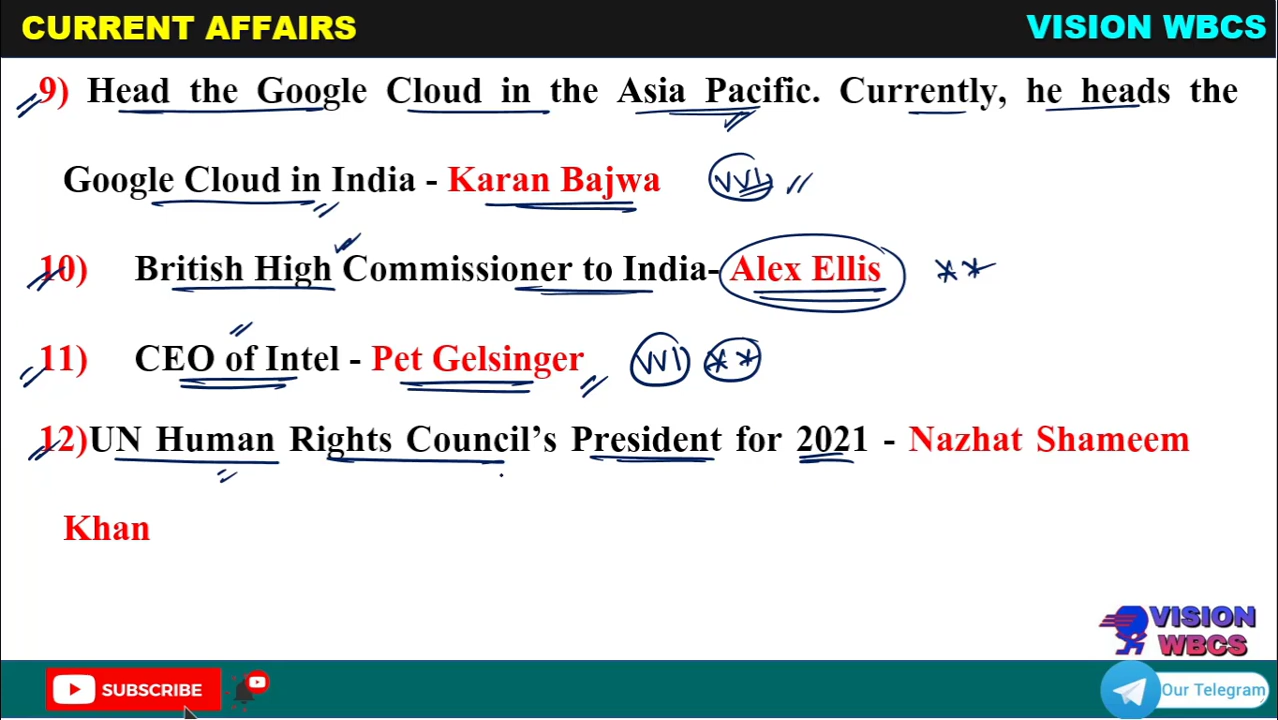 CURRENT AFFAIRS VISION WBCS
9) Head the Google Cloud in the Asia Pacific. Currently, he heads the
Google Cloud in India - Karan Bajwa VVI
10) British High Commissioner to India- Alex Ellis **
11) CEO of Intel - Pet Gelsinger VVI **
12)UN Human Rights Council’s President for 2021 - Nazhat Shameem
Khan
VISION
WBCS
SUBSCRIBE Our Telegram